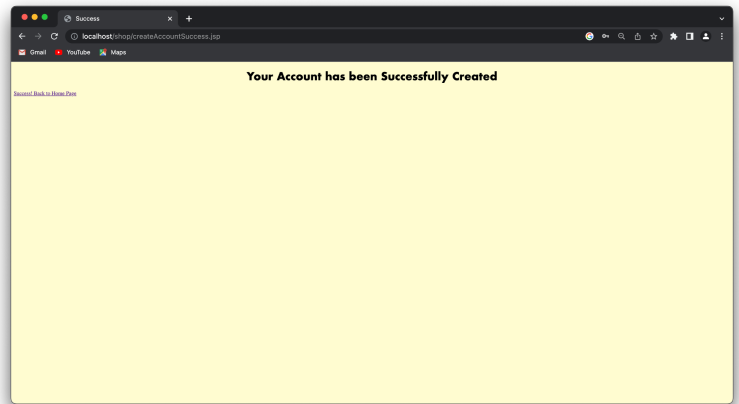 Success
localhost/shop/createAccountSuccess.jsp
Gmail YouTube Maps
Your Account has been Successfully Created
Success! Back to Home Page